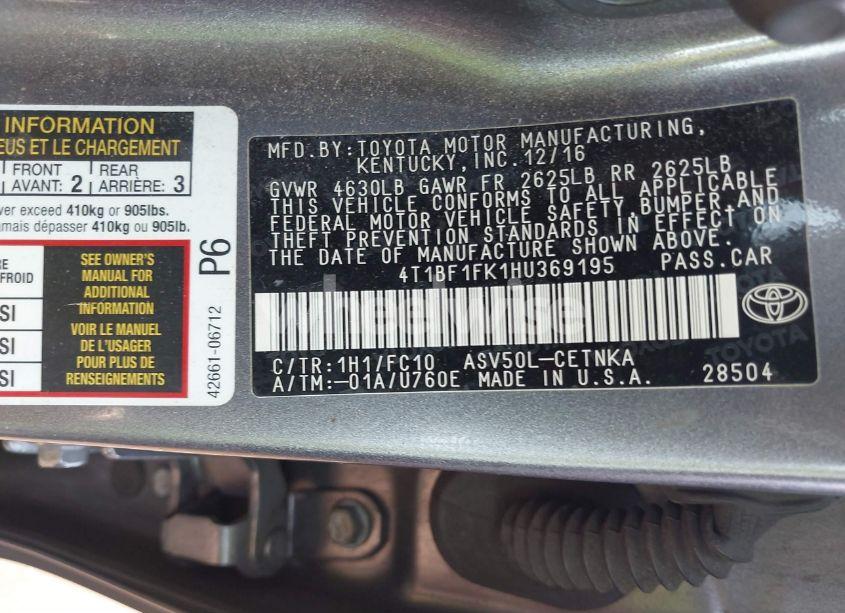 INFORMATION
EUS ET LE CHARGEMENT
FRONT
AVANT: 2
REAR
ARRIÈRE: 3
ver exceed 410kg or 905lbs.
amais dépasser 410 kg ou 905lb.
RE
FROID
SI
SI
SI
SEE OWNER'S
MANUAL FOR
ADDITIONAL
INFORMATION
VOIR LE MANUEL
DE L'USAGER
POUR PLUS DE
RENSEIGNEMENTS
P6
42661-06712
MFD.BY:TOYOTA MOTOR MANUFACTURING,
KENTUCKY,INC.12/16
GVWR 4630LB GAWR FR 2625LB RR 2625LB
THIS VEHICLE CONFORMS TO ALL APPLICABLE
FEDERAL MOTOR VEHICLE SAFETY,BUMPER,AND
THEFT PREVENTION STANDARDS IN EFFECT ON
THE DATE OF MANUFACTURE SHOWN ABOVE.
4T1BF1FK1HU369195 PASS.CAR
wheelwise
TOYOTA
C/TR:1H1/FC10 ASV50L-CETNKA
A/TM:-01A/U760E MADE IN U.S.A.
28504